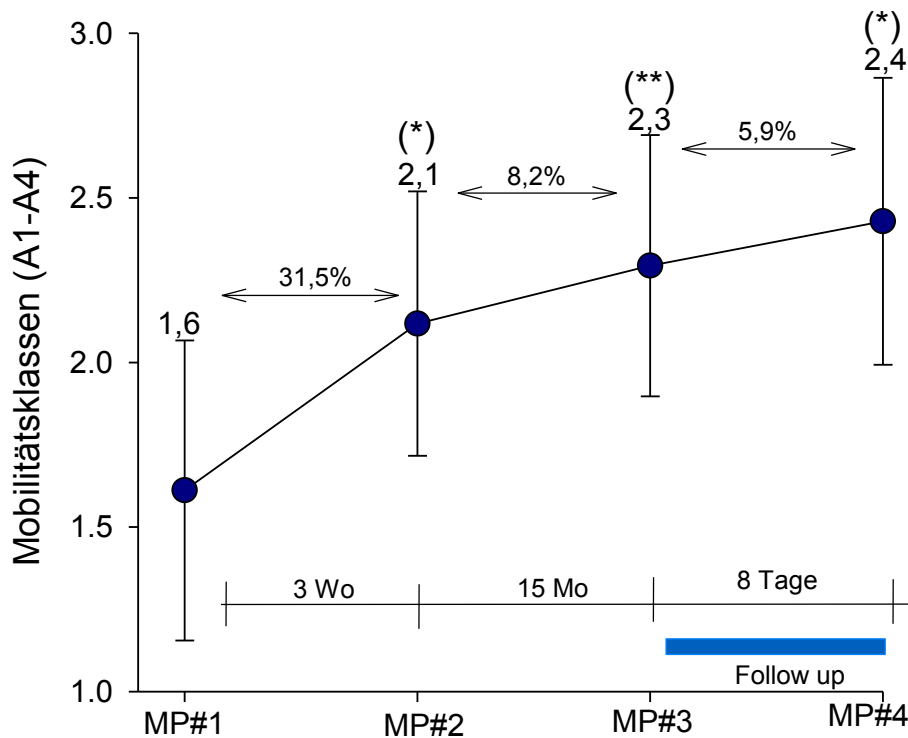 Mobilitätsklassen (A1-A4)
3.0
2.5
2.0
1.5
1.0
1,6
31,5%
(*)
2,1
8,2%
(**)
2,3
5,9%
(*)
2,4
3 Wo
15 Mo
8 Tage
Follow up
MP#1
MP#2
MP#3
MP#4